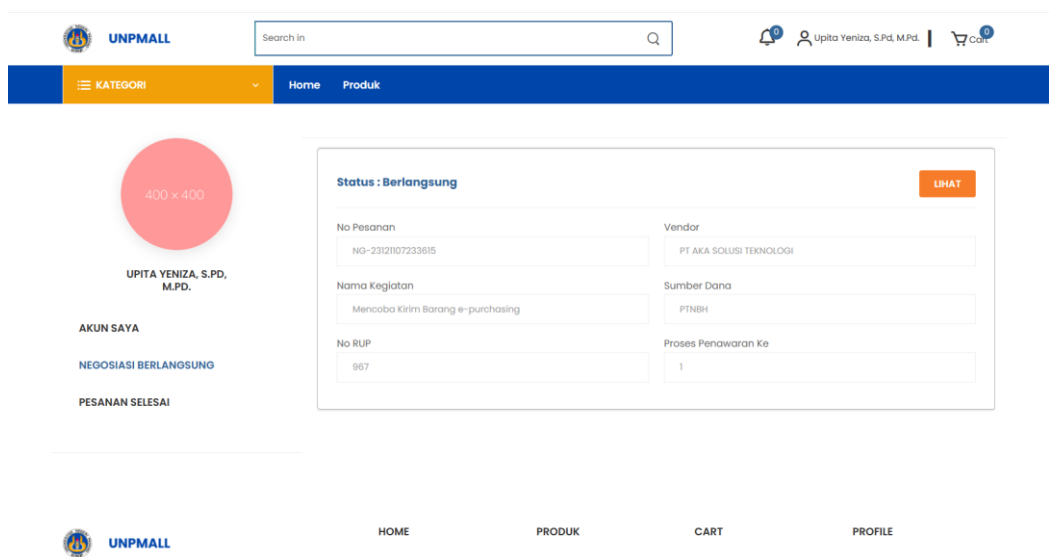 UNPMALL
Search in
0
Upita Yeniza, S.Pd, M.Pd.
Cart
0
KATEGORI
Home
Produk
400 × 400
UPITA YENIZA, S.PD,
M.PD.
AKUN SAYA
NEGOSIASI BERLANGSUNG
PESANAN SELESAI
Status : Berlangsung
LIHAT
No Pesanan
Vendor
NG-23121107233615
PT AKA SOLUSI TEKNOLOGI
Nama Kegiatan
Sumber Dana
Mencoba Kirim Barang e-purchasing
PTNBH
No RUP
Proses Penawaran Ke
967
1
UNPMALL
HOME
PRODUK
CART
PROFILE